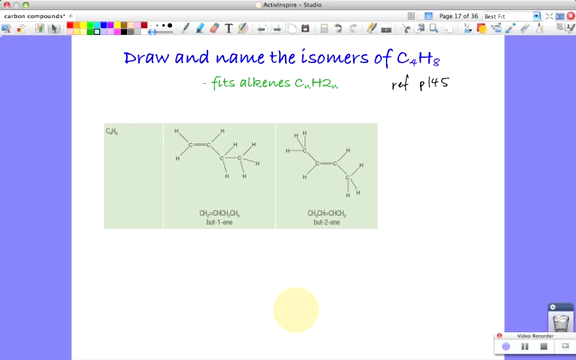 ActivInspire - Studio
carbon compounds*
Page 17 of 36
Best Fit
Draw and name the isomers of C₄H₈
- fits alkenes CₙH2ₙ
ref p145
C₄H₈
H
H
H
H
H
H
H
H
C
C
C
C
CH₂=CHCH₂CH₃
but-1-ene
H
H
H
H
H
H
H
H
C
C
C
C
CH₃CH=CHCH₃
but-2-ene
Video Recorder